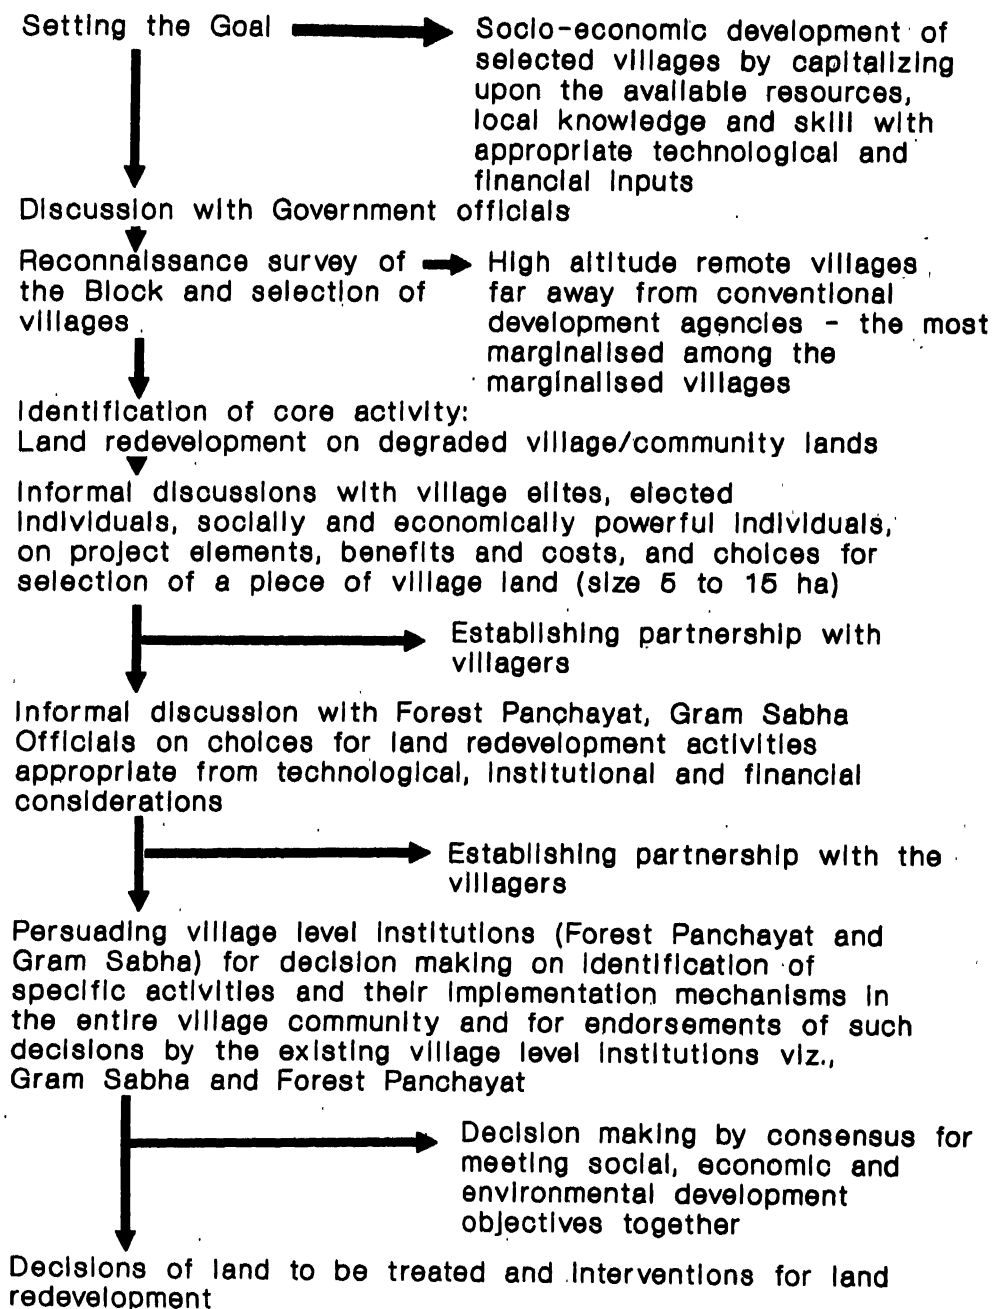 Setting the Goal
Socio-economic development of
selected villages by capitalizing
upon the available resources,
local knowledge and skill with
appropriate technological and
financial inputs
Discussion with Government officials
Reconnaissance survey of
the Block and selection of
villages
High altitude remote villages
far away from conventional
development agencies - the most
marginalised among the
marginalised villages
Identification of core activity:
Land redevelopment on degraded village/community lands
Informal discussions with village elites, elected
individuals, socially and economically powerful individuals,
on project elements, benefits and costs, and choices for
selection of a piece of village land (size 5 to 15 ha)
Establishing partnership with
villagers
Informal discussion with Forest Panchayat, Gram Sabha
Officials on choices for land redevelopment activities
appropriate from technological, institutional and financial
considerations
Establishing partnership with the
villagers
Persuading village level institutions (Forest Panchayat and
Gram Sabha) for decision making on identification of
specific activities and their implementation mechanisms in
the entire village community and for endorsements of such
decisions by the existing village level institutions viz.,
Gram Sabha and Forest Panchayat
Decision making by consensus for
meeting social, economic and
environmental development
objectives together
Decisions of land to be treated and interventions for land
redevelopment